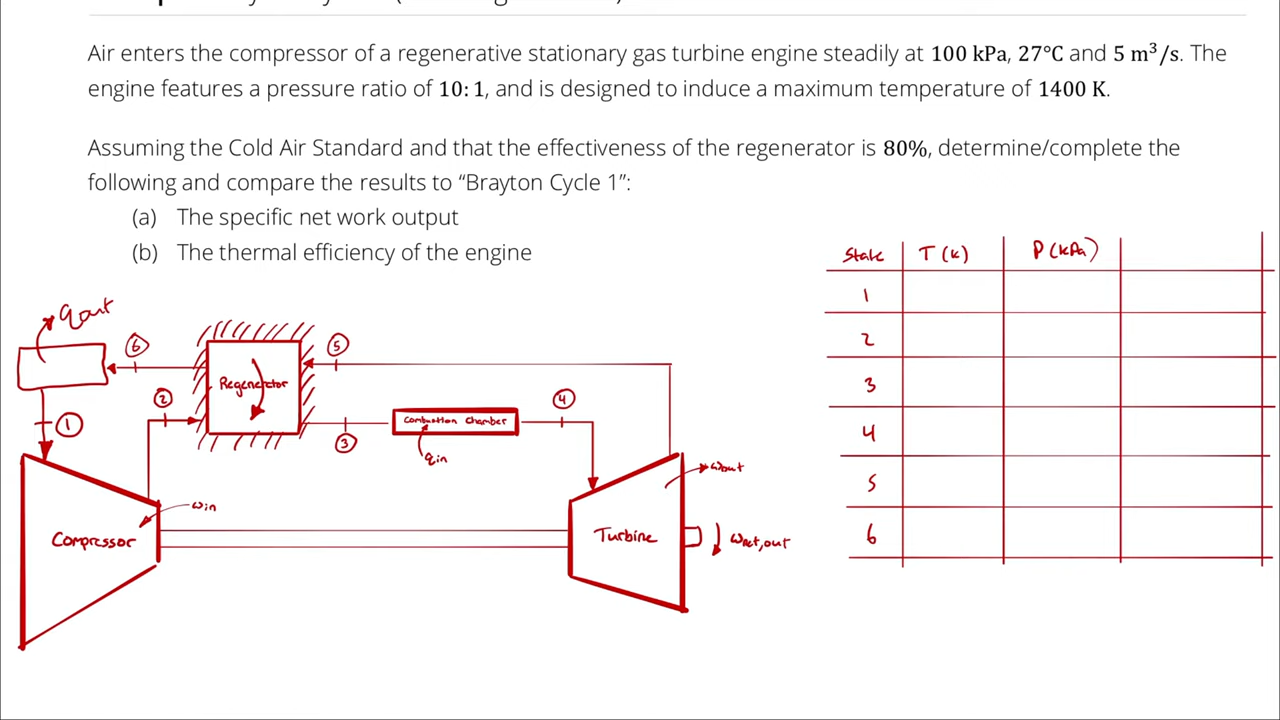 Air enters the compressor of a regenerative stationary gas turbine engine steadily at 100 kPa, 27°C and 5 m³/s. The
engine features a pressure ratio of 10:1, and is designed to induce a maximum temperature of 1400 K.
Assuming the Cold Air Standard and that the effectiveness of the regenerator is 80%, determine/complete the
following and compare the results to “Brayton Cycle 1”:
(a) The specific net work output
(b) The thermal efficiency of the engine
State T (K) P (kPa)
1
2
3
4
5
6
qout
6
5
Regenerator
2
4
1
Combustion Chamber
3
qin
win
wout
Compressor
Turbine
wnet,out